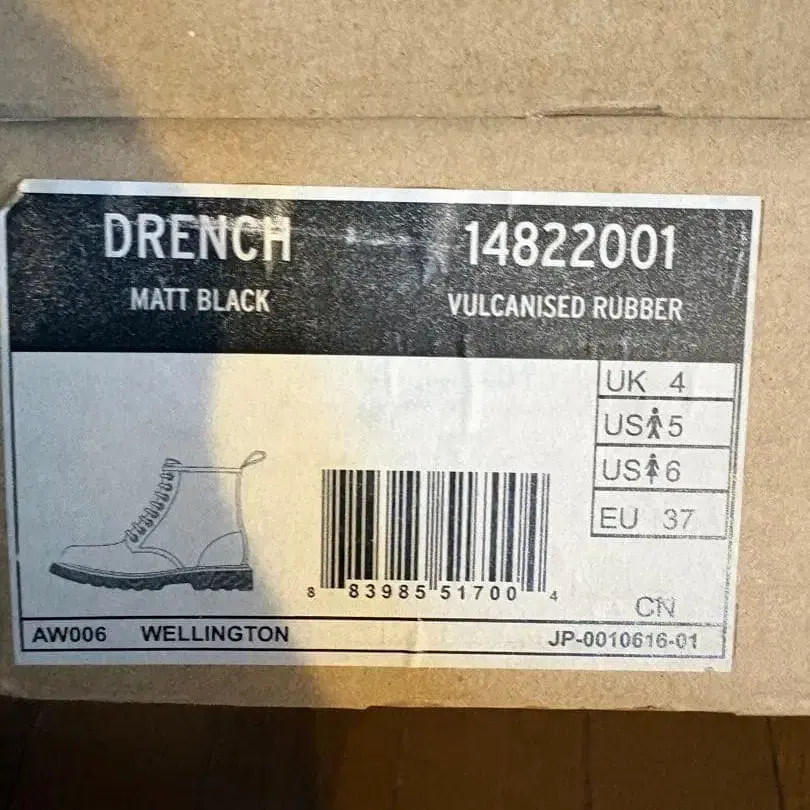 DRENCH 14822001
MATT BLACK VULCANISED RUBBER
UK 4
US 5
US 6
EU 37
8 83985 51700 4
CN
AW006 WELLINGTON JP-0010616-01